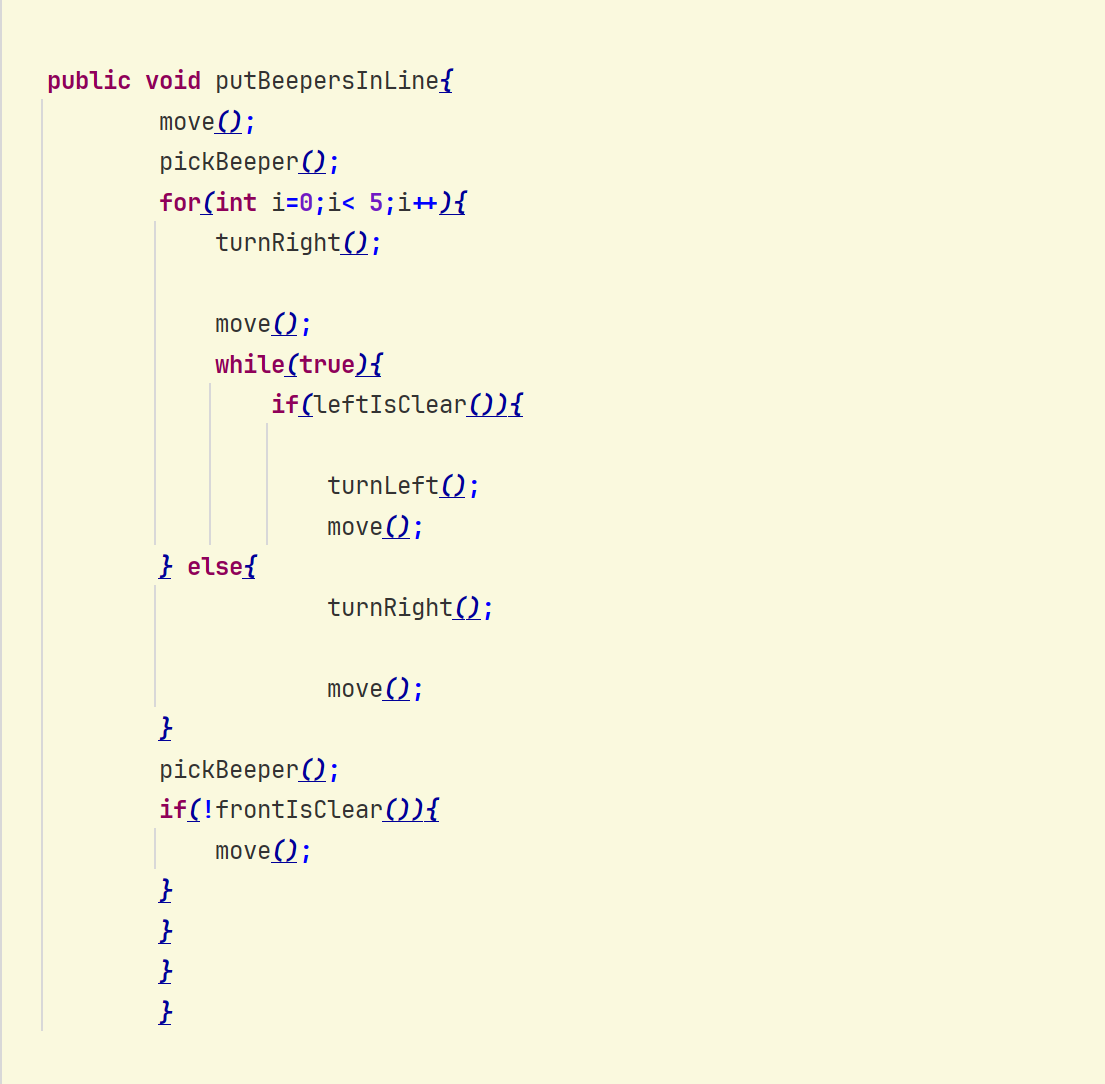 public void putBeepersInLine{
move();
pickBeeper();
for(int i=0;i< 5;i++){
turnRight();
move();
while(true){
if(leftIsClear()){
turnLeft();
move();
} else{
turnRight();
move();
}
pickBeeper();
if(!frontIsClear()){
move();
}
}
}
}